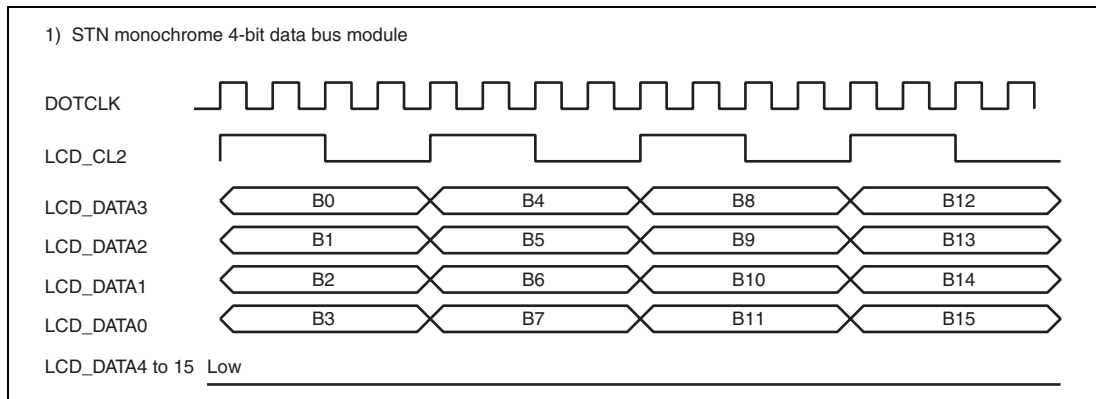 1) STN monochrome 4-bit data bus module
DOTCLK
LCD_CL2
LCD_DATA3 B0 B4 B8 B12
LCD_DATA2 B1 B5 B9 B13
LCD_DATA1 B2 B6 B10 B14
LCD_DATA0 B3 B7 B11 B15
LCD_DATA4 to 15 Low